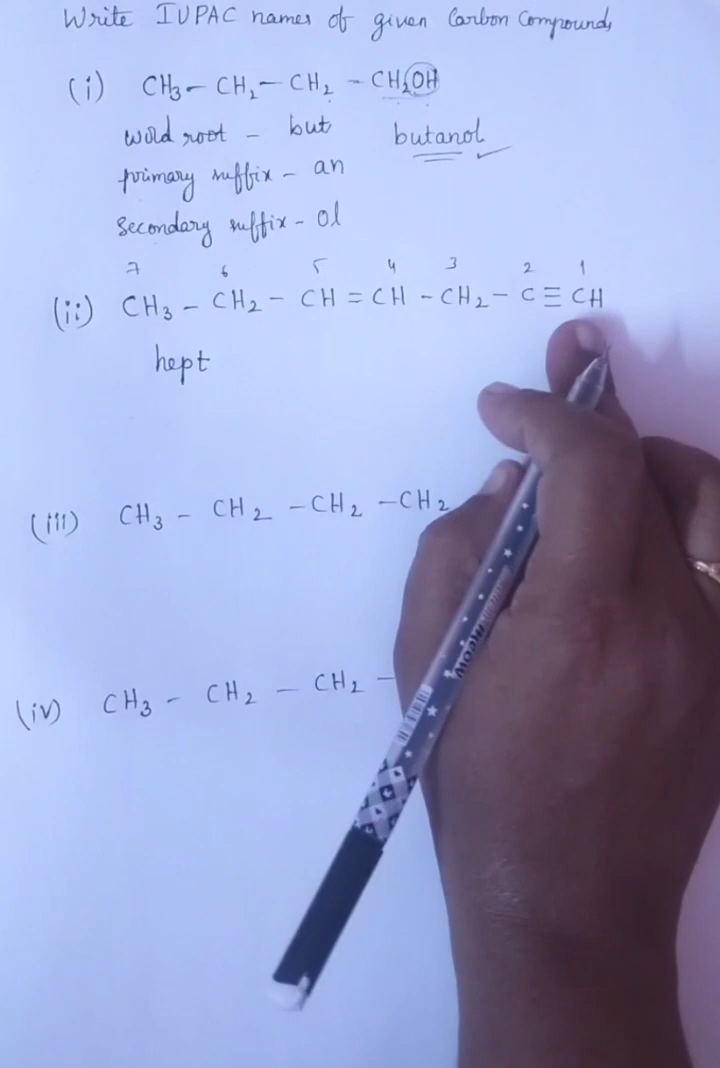 Write IUPAC names of given Carbon Compounds
(i) CH₃ - CH₂ - CH₂ - CH₂OH
word root - but butanol
primary suffix - an
secondary suffix - ol
7 6 5 4 3 2 1
(ii) CH₃ - CH₂ - CH = CH - CH₂ - C ≡ CH
hept
(iii) CH₃ - CH₂ - CH₂ - CH₂
(iv) CH₃ - CH₂ - CH₂ -